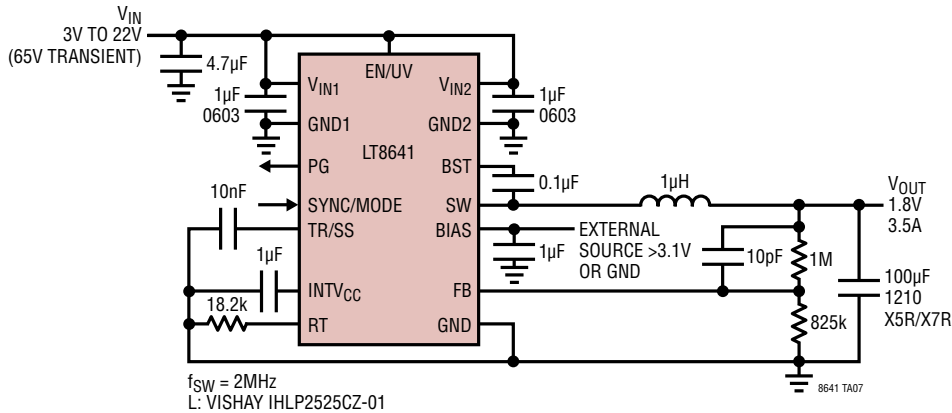 V_IN
3V TO 22V
(65V TRANSIENT)
4.7µF
EN/UV
V_IN1
V_IN2
1µF
0603
1µF
0603
GND1
GND2
LT8641
PG
BST
0.1µF
1µH
10nF
SYNC/MODE
SW
V_OUT
1.8V
3.5A
TR/SS
BIAS
EXTERNAL
SOURCE >3.1V
OR GND
1µF
1µF
10pF
1M
100µF
1210
X5R/X7R
INTV_CC
FB
18.2k
RT
GND
825k
f_SW = 2MHz
L: VISHAY IHLP2525CZ-01
8641 TA07